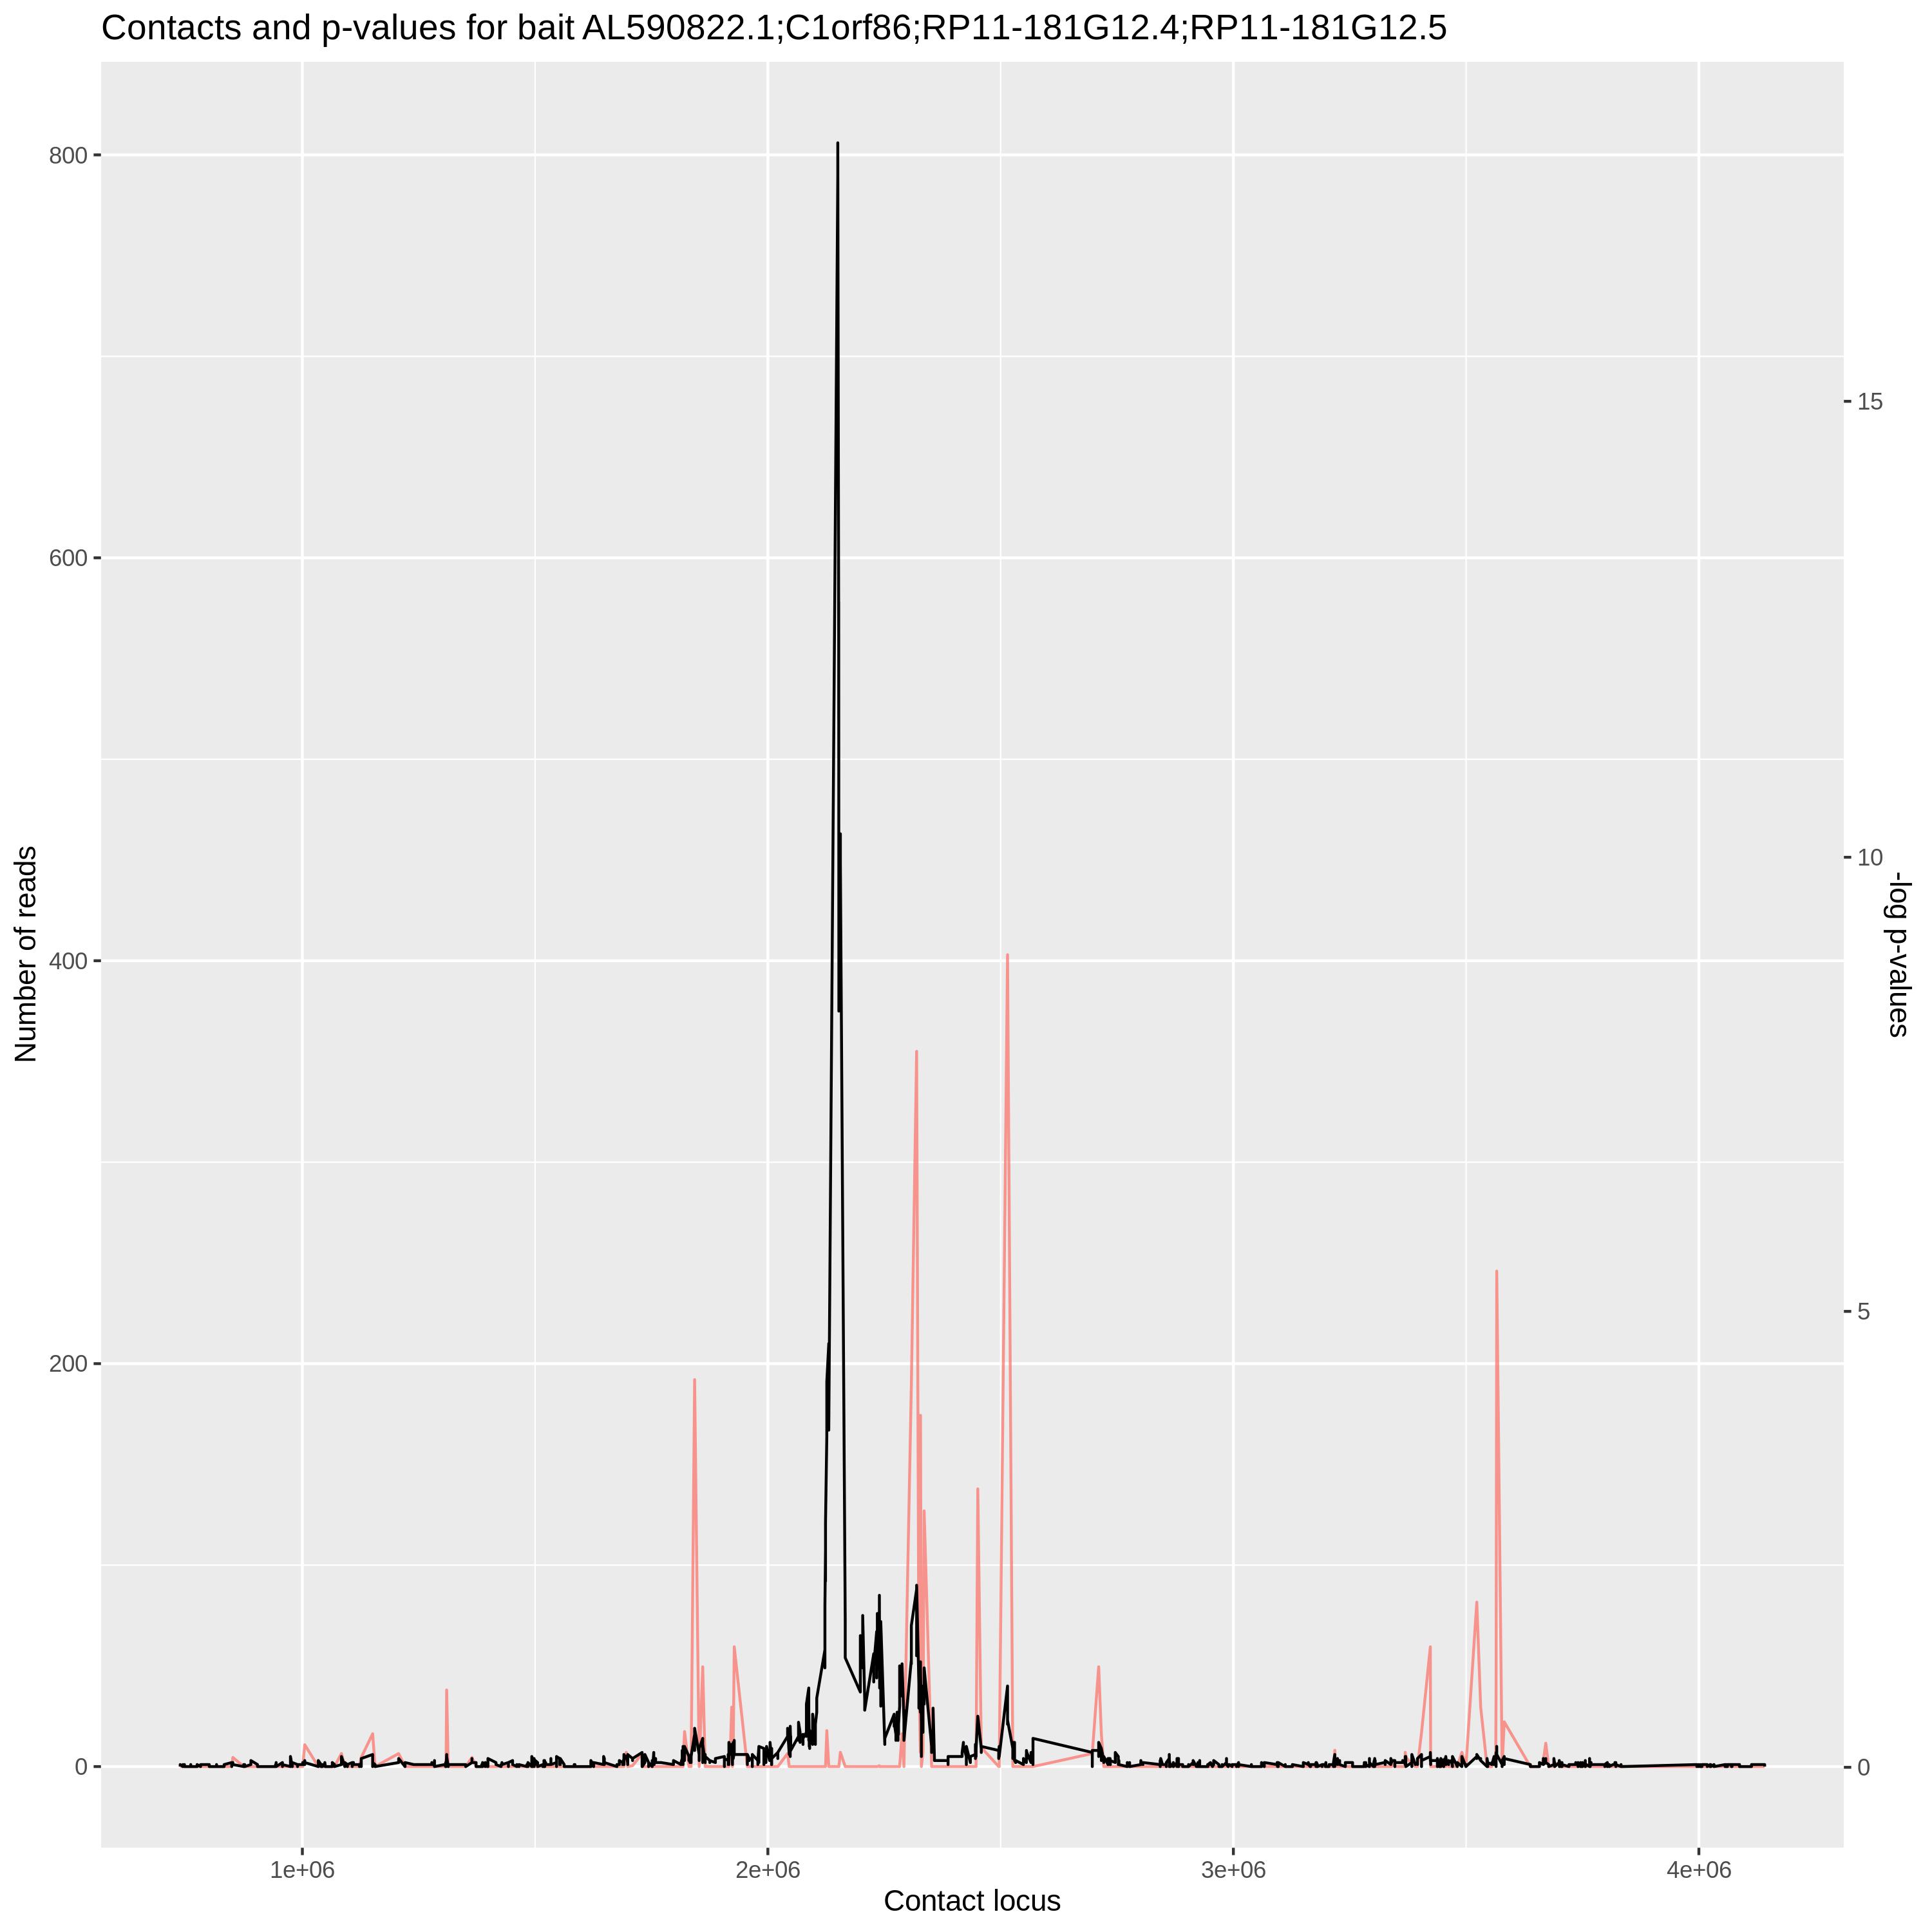 Contacts and p-values for bait AL590822.1;C1orf86;RP11-181G12.4;RP11-181G12.5
800
600
400
200
0
Number of reads
15
10
5
0
-log p-values
1e+06
2e+06
3e+06
4e+06
Contact locus